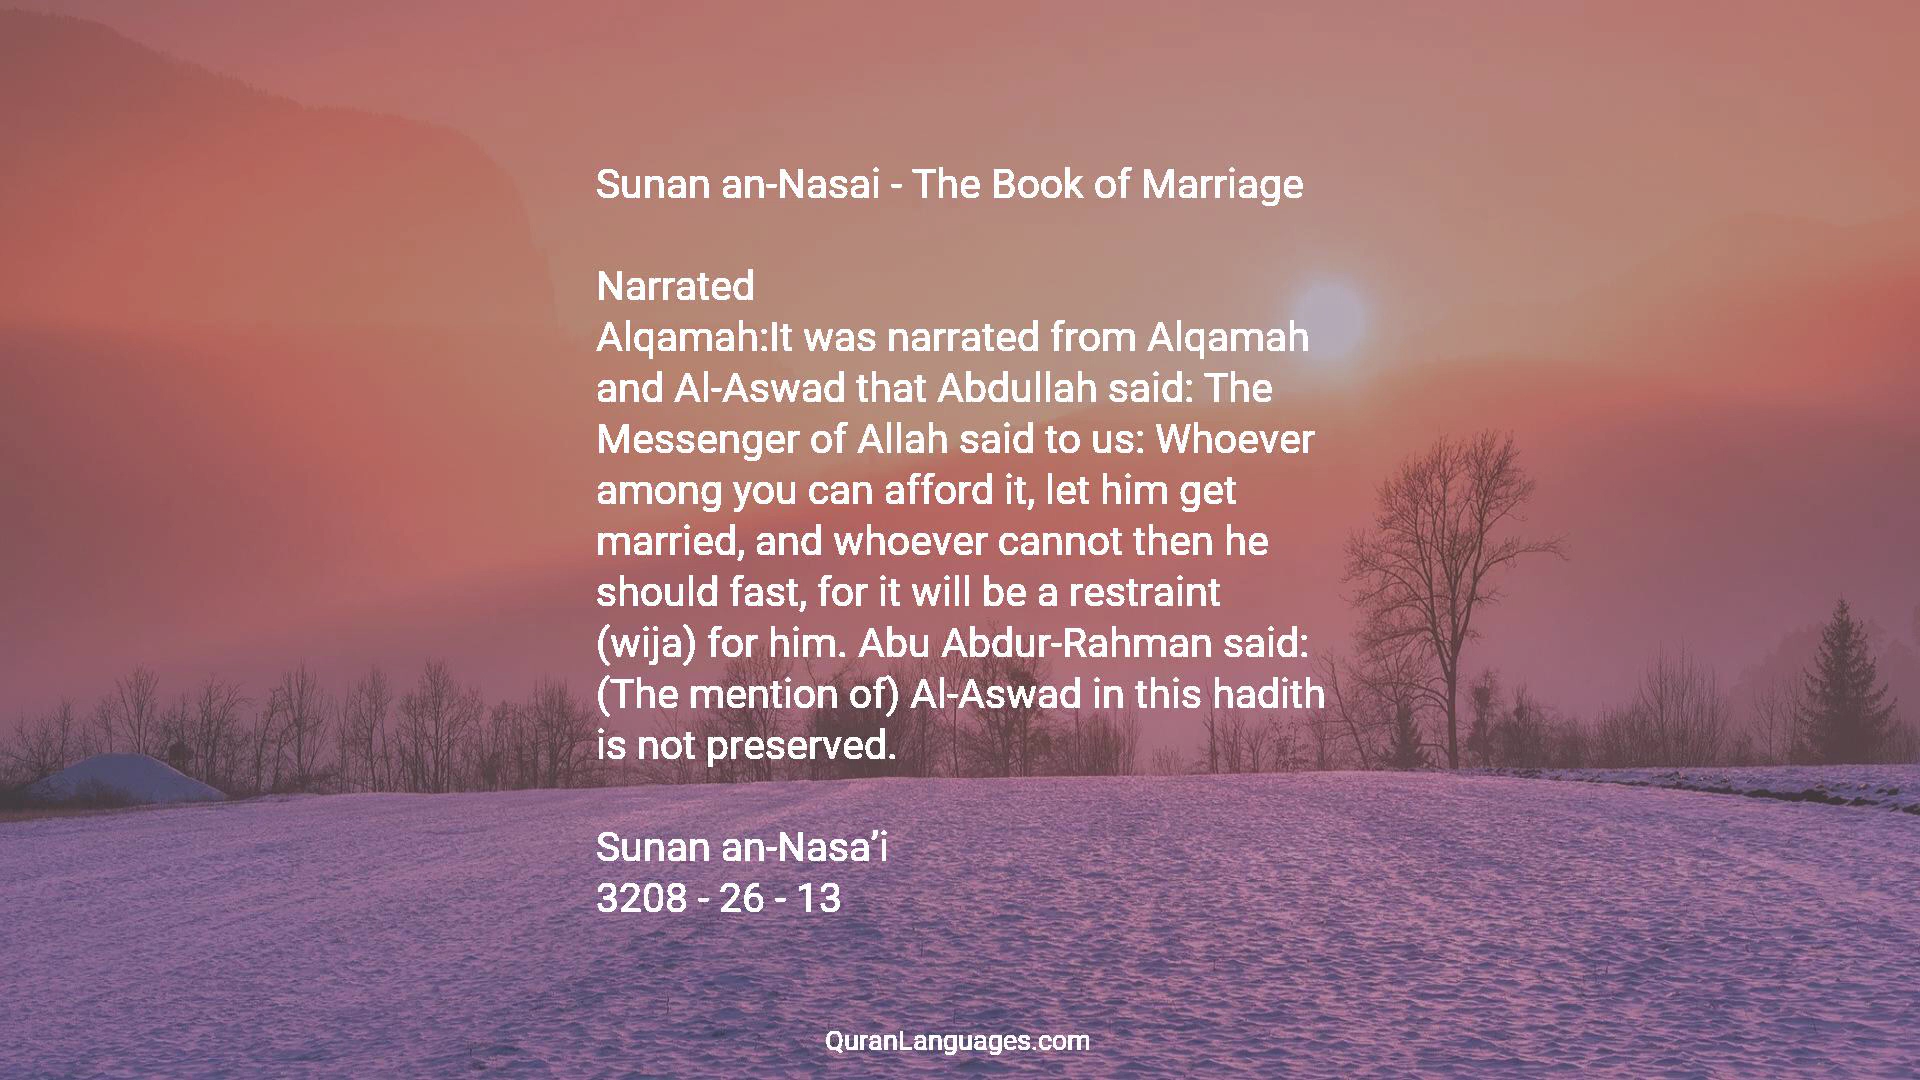 Sunan an-Nasai - The Book of Marriage
Narrated
Alqamah:It was narrated from Alqamah
and Al-Aswad that Abdullah said: The
Messenger of Allah said to us: Whoever
among you can afford it, let him get
married, and whoever cannot then he
should fast, for it will be a restraint
(wija) for him. Abu Abdur-Rahman said:
(The mention of) Al-Aswad in this hadith
is not preserved.
Sunan an-Nasa’i
3208 - 26 - 13
QuranLanguages.com